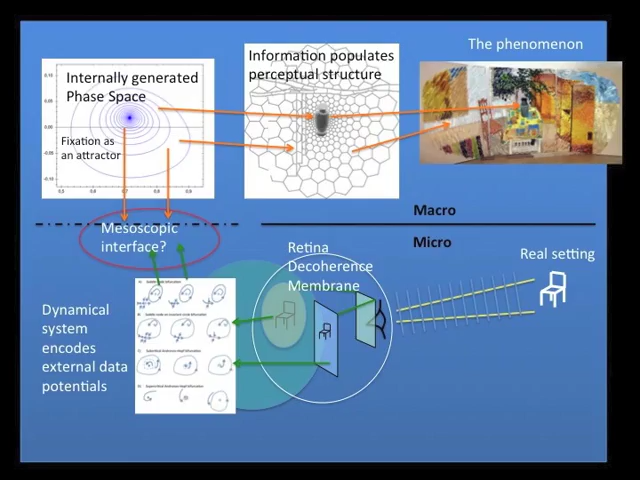 Internally generated
Phase Space
Fixation as
an attractor
Information populates
perceptual structure
The phenomenon
Macro
Micro
Mesoscopic
interface?
Retina
Decoherence
Membrane
Real setting
Dynamical
system
encodes
external data
potentials